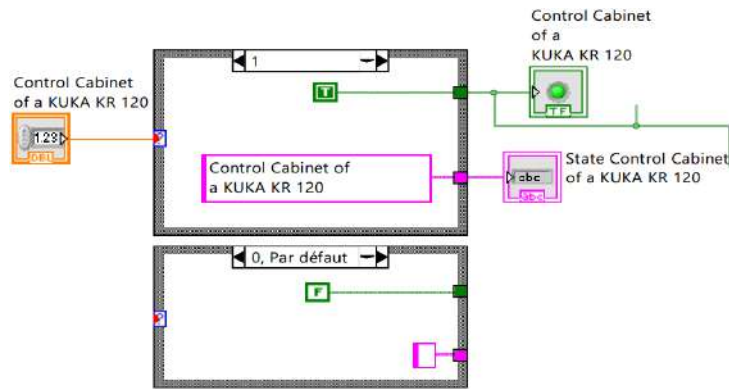 Control Cabinet
of a
KUKA KR 120
1
Control Cabinet
of a KUKA KR 120
T
123
DBL
TF
Control Cabinet of
a KUKA KR 120
abc
abc
State Control Cabinet
of a KUKA KR 120
0, Par défaut
F